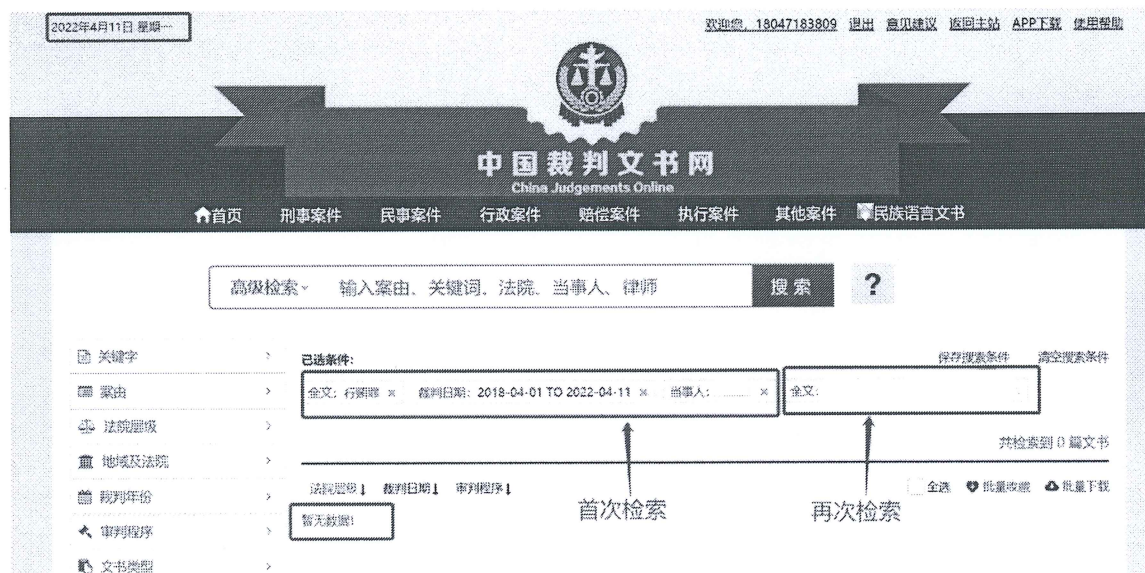 2022年4月11日 星期一
欢迎您，18047183809 退出 意见建议 返回主站 APP下载 使用帮助
中国裁判文书网
China Judgements Online
首页 刑事案件 民事案件 行政案件 赔偿案件 执行案件 其他案件 民族语言文书
高级检索 输入案由、关键词、法院、当事人、律师 搜索 ?
关键字
已选条件: 保存搜索条件 清空搜索条件
案由
全文: 行贿罪 × 裁判日期: 2018-04-01 TO 2022-04-11 × 当事人: × 全文:
法院层级
共检索到 0 篇文书
地域及法院
裁判年份
法院层级↓ 裁判日期↓ 审判程序↓ 全选 批量收藏 批量下载
首次检索 再次检索
审判程序
暂无数据!
文书类型